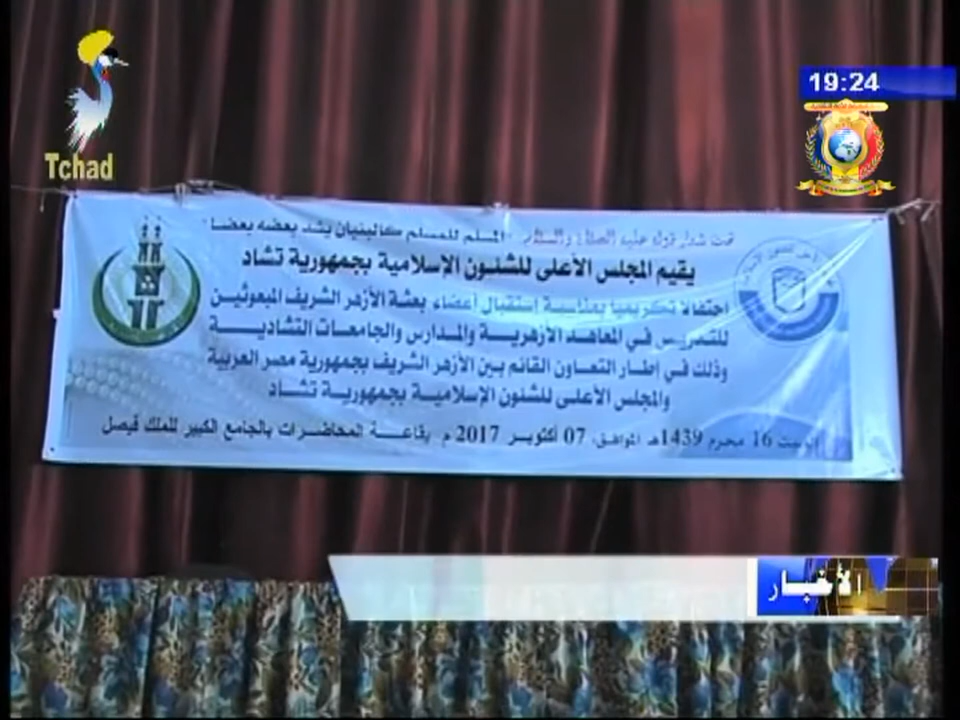 Tchad
19:24
تحت شعار قوله عليه الصلاة والسلام "المسلم للمسلم كالبنيان يشد بعضه بعضا"
يقيم المجلس الأعلى للشئون الإسلامية بجمهورية تشاد
احتفالا تكريميا بمناسبة إستقبال أعضاء بعثة الأزهر الشريف المبعوثين
للتدريس في المعاهد الأزهرية والمدارس والجامعات التشادية
وذلك في إطار التعاون القائم بين الأزهر الشريف بجمهورية مصر العربية
والمجلس الأعلى للشئون الإسلامية بجمهورية تشاد
السبت 16 محرم 1439هـ الموافق، 07 أكتوبر 2017 م بقاعة المحاضرات بالجامع الكبير للملك فيصل
الأخبار